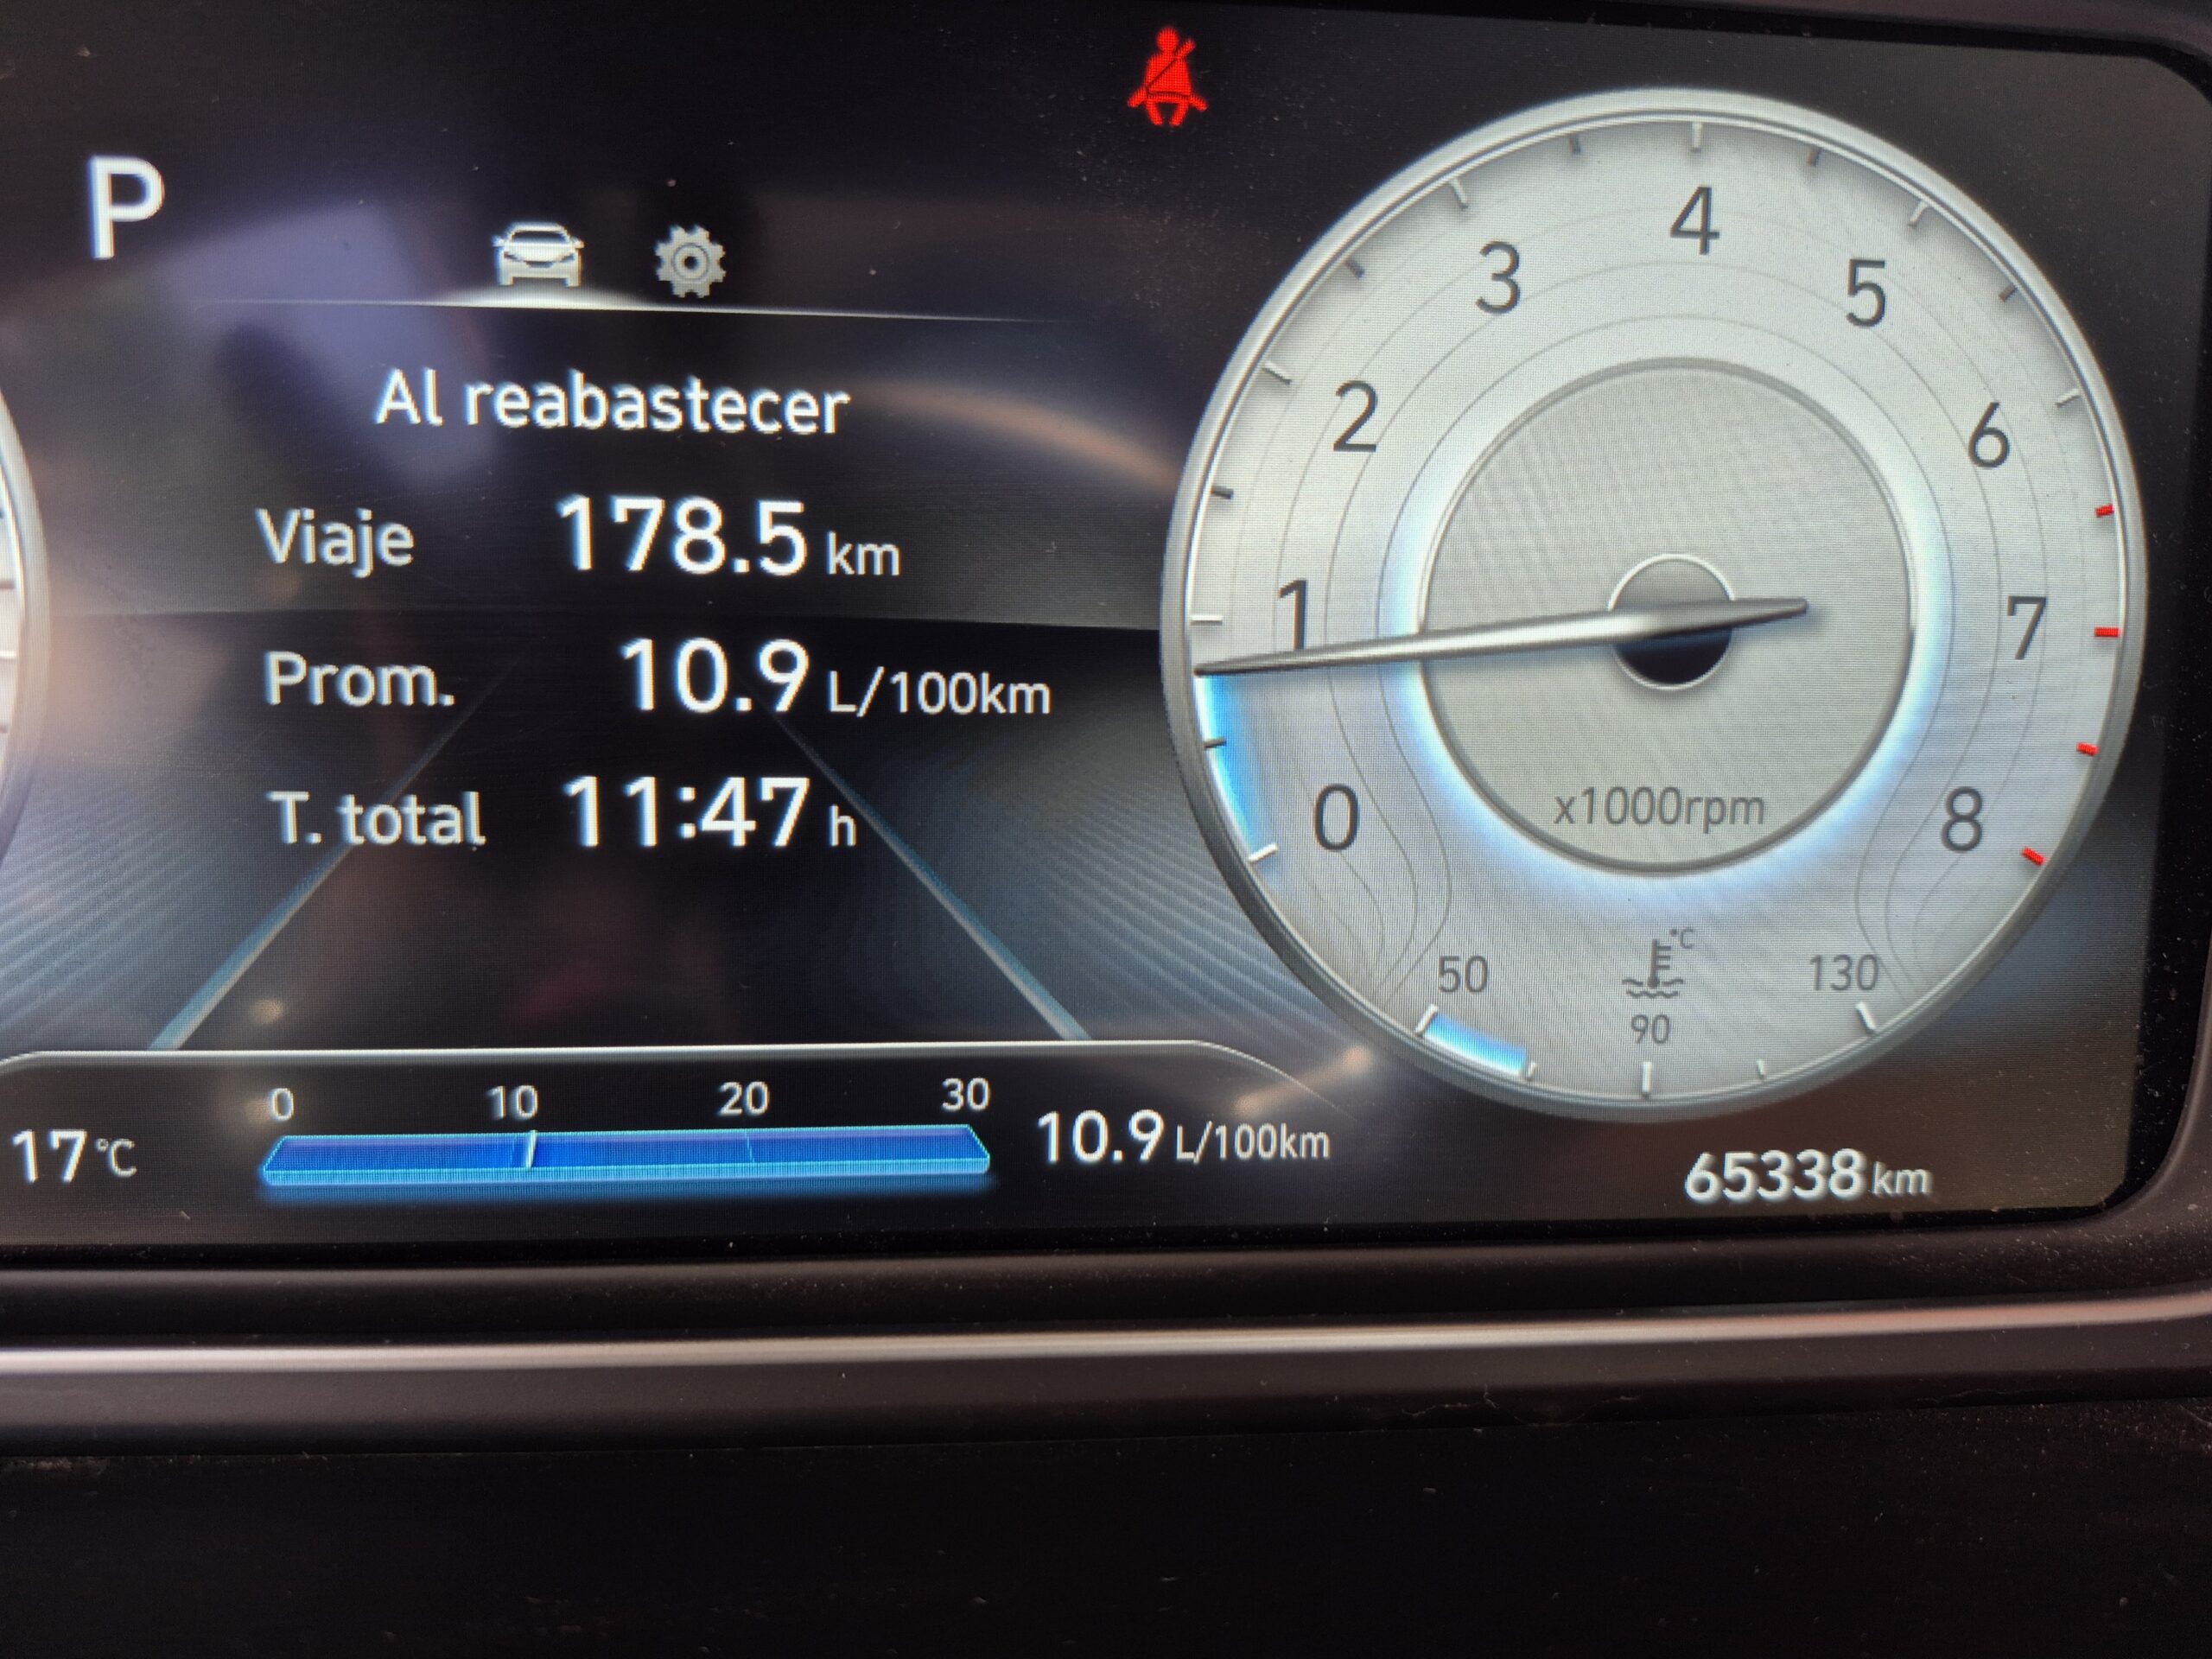 P
Al reabastecer
Viaje 178.5 km
Prom. 10.9 L/100km
T. total 11:47 h
0 10 20 30
17°C
10.9 L/100km
0 1 2 3 4 5 6 7 8
x1000rpm
°C
50 90 130
65338 km